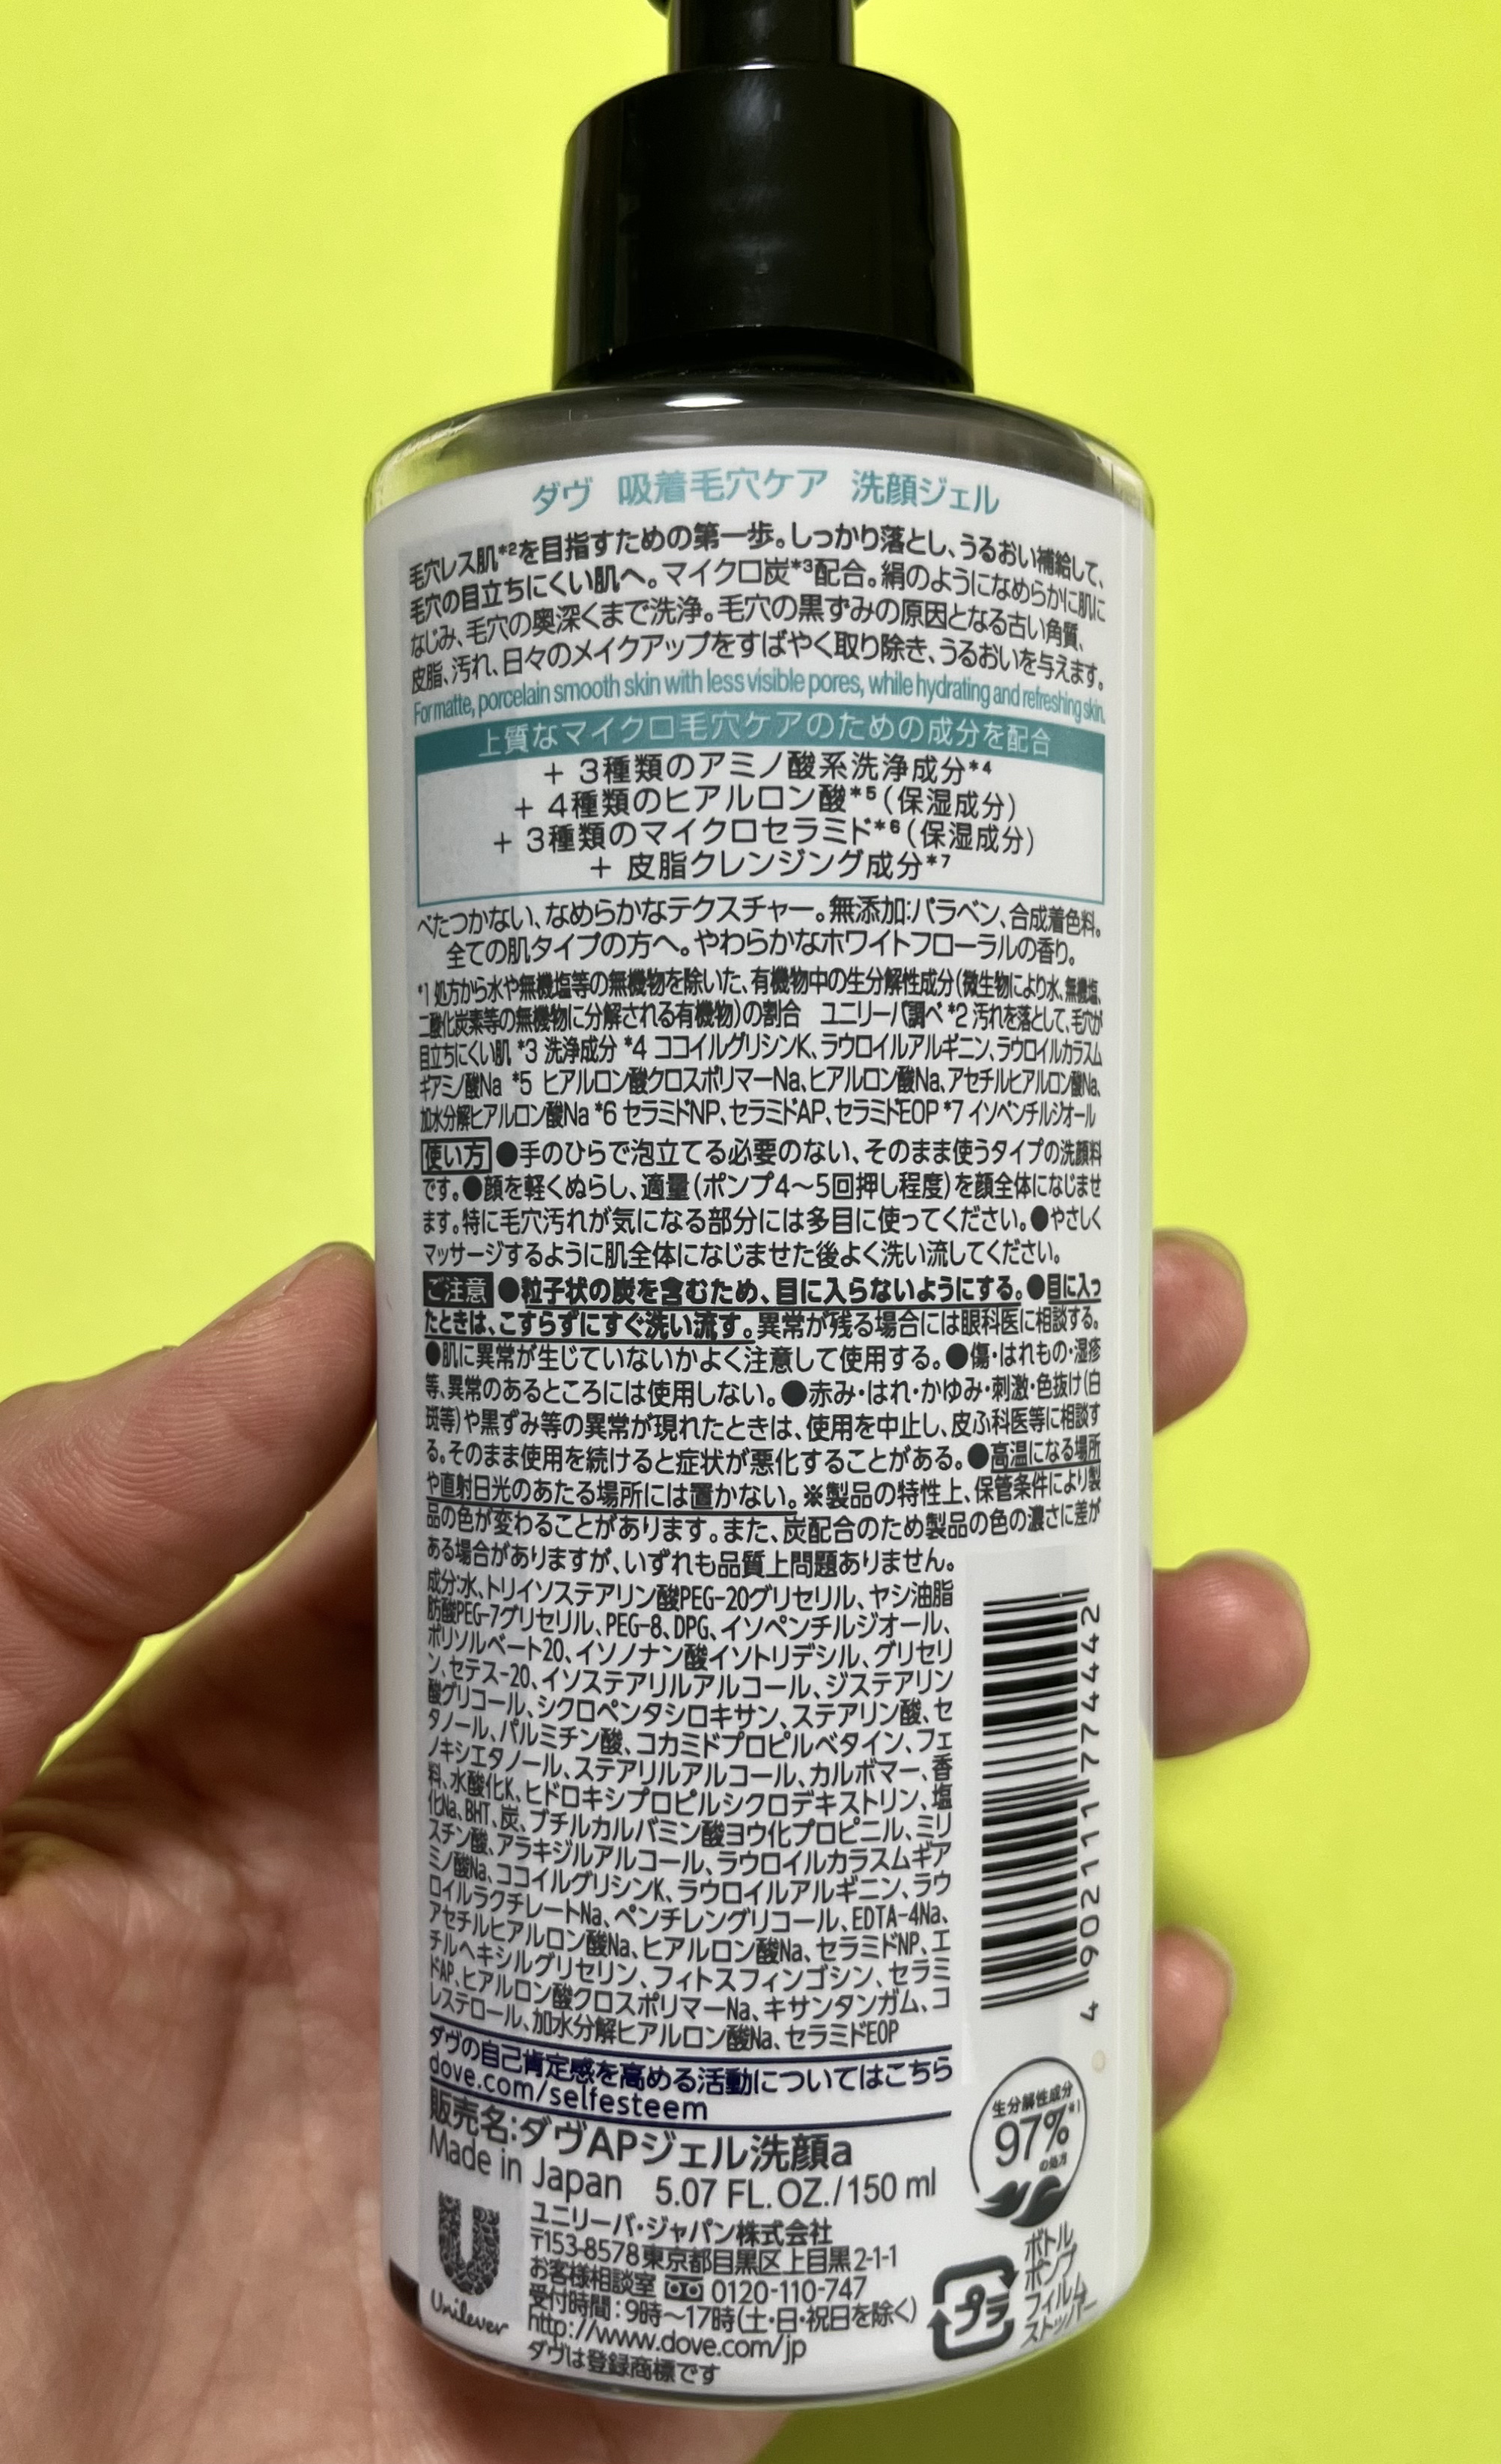 ダヴ 吸着毛穴ケア 洗顔ジェル
毛穴レス肌*2を目指すための第一歩。しっかり落とし、うるおい補給して、
毛穴の目立ちにくい肌へ。マイクロ炭*3配合。絹のようになめらかに肌に
なじみ、毛穴の奥深くまで洗浄。毛穴の黒ずみの原因となる古い角質、
皮脂、汚れ、日々のメイクアップをすばやく取り除き、うるおいを与えます。
For matte, porcelain smooth skin with less visible pores, while hydrating and refreshing skin.
上質なマイクロ毛穴ケアのための成分を配合
+ 3種類のアミノ酸系洗浄成分*4
+ 4種類のヒアルロン酸*5(保湿成分)
+ 3種類のマイクロセラミド*6(保湿成分)
+ 皮脂クレンジング成分*7
べたつかない、なめらかなテクスチャー。無添加:パラベン、合成着色料。
全ての肌タイプの方へ。やわらかなホワイトフローラルの香り。
*1 処方から水や無機塩等の無機物を除いた、有機物中の生分解性成分(微生物により水、無機塩、
二酸化炭素等の無機物に分解される有機物)の割合 ユニリーバ調べ *2 汚れを落として、毛穴が
目立ちにくい肌 *3 洗浄成分 *4 ココイルグリシンK、ラウロイルアルギニン、ラウロイルカラスム
ギアミノ酸Na *5 ヒアルロン酸クロスポリマーNa、ヒアルロン酸Na、アセチルヒアルロン酸Na、
加水分解ヒアルロン酸Na *6 セラミドNP、セラミドAP、セラミドEOP *7 イソペンチルジオール
使い方 ●手のひらで泡立てる必要のない、そのまま使うタイプの洗顔料
です。●顔を軽くぬらし、適量(ポンプ4～5回押し程度)を顔全体になじませ
ます。特に毛穴汚れが気になる部分には多目に使ってください。●やさしく
マッサージするように肌全体になじませた後よく洗い流してください。
ご注意 ●粒子状の炭を含むため、目に入らないようにする。●目に入っ
たときは、こすらずにすぐ洗い流す。異常が残る場合には眼科医に相談する。
●肌に異常が生じていないかよく注意して使用する。●傷・はれもの・湿疹
等、異常のあるところには使用しない。●赤み・はれ・かゆみ・刺激・色抜け(白
斑等)や黒ずみ等の異常が現れたときは、使用を中止し、皮ふ科医等に相談す
る。そのまま使用を続けると症状が悪化することがある。●高温になる場所
や直射日光のあたる場所には置かない。※製品の特性上、保管条件により製
品の色が変わることがあります。また、炭配合のため製品の色の濃さに差が
ある場合がありますが、いずれも品質上問題ありません。
成分:水、トリイソステアリン酸PEG-20グリセリル、ヤシ油脂
肪酸PEG-7グリセリル、PEG-8、DPG、イソペンチルジオール、
ポリソルベート20、イソノナン酸イソトリデシル、グリセリ
ン、セテス-20、イソステアリルアルコール、ジステアリン
酸グリコール、シクロペンタシロキサン、ステアリン酸、セ
タノール、パルミチン酸、コカミドプロピルベタイン、フェ
ノキシエタノール、ステアリルアルコール、カルボマー、香
料、水酸化K、ヒドロキシプロピルシクロデキストリン、塩
化Na、BHT、炭、ブチルカルバミン酸ヨウ化プロピニル、ミリ
スチン酸、アラキジルアルコール、ラウロイルカラスムギア
ミノ酸Na、ココイルグリシンK、ラウロイルアルギニン、ラウ
ロイルラクチレートNa、ペンチレングリコール、EDTA-4Na、
アセチルヒアルロン酸Na、ヒアルロン酸Na、セラミドNP、エ
チルヘキシルグリセリン、フィトスフィンゴシン、セラミ
ドAP、ヒアルロン酸クロスポリマーNa、キサンタンガム、コ
レステロール、加水分解ヒアルロン酸Na、セラミドEOP
4 902111 774442
ダヴの自己肯定感を高める活動についてはこちら
dove.com/selfesteem
生分解性成分
97%*1
の処方
販売名:ダヴAPジェル洗顔a
Made in Japan 5.07 FL. OZ./150 ml
Unilever
ユニリーバ・ジャパン株式会社
〒153-8578東京都目黒区上目黒2-1-1
お客様相談室 0120-110-747
受付時間：9時～17時(土・日・祝日を除く)
http://www.dove.com/jp
ダヴは登録商標です
プラ
ボトル
ポンプ
フィルム
ストッパー